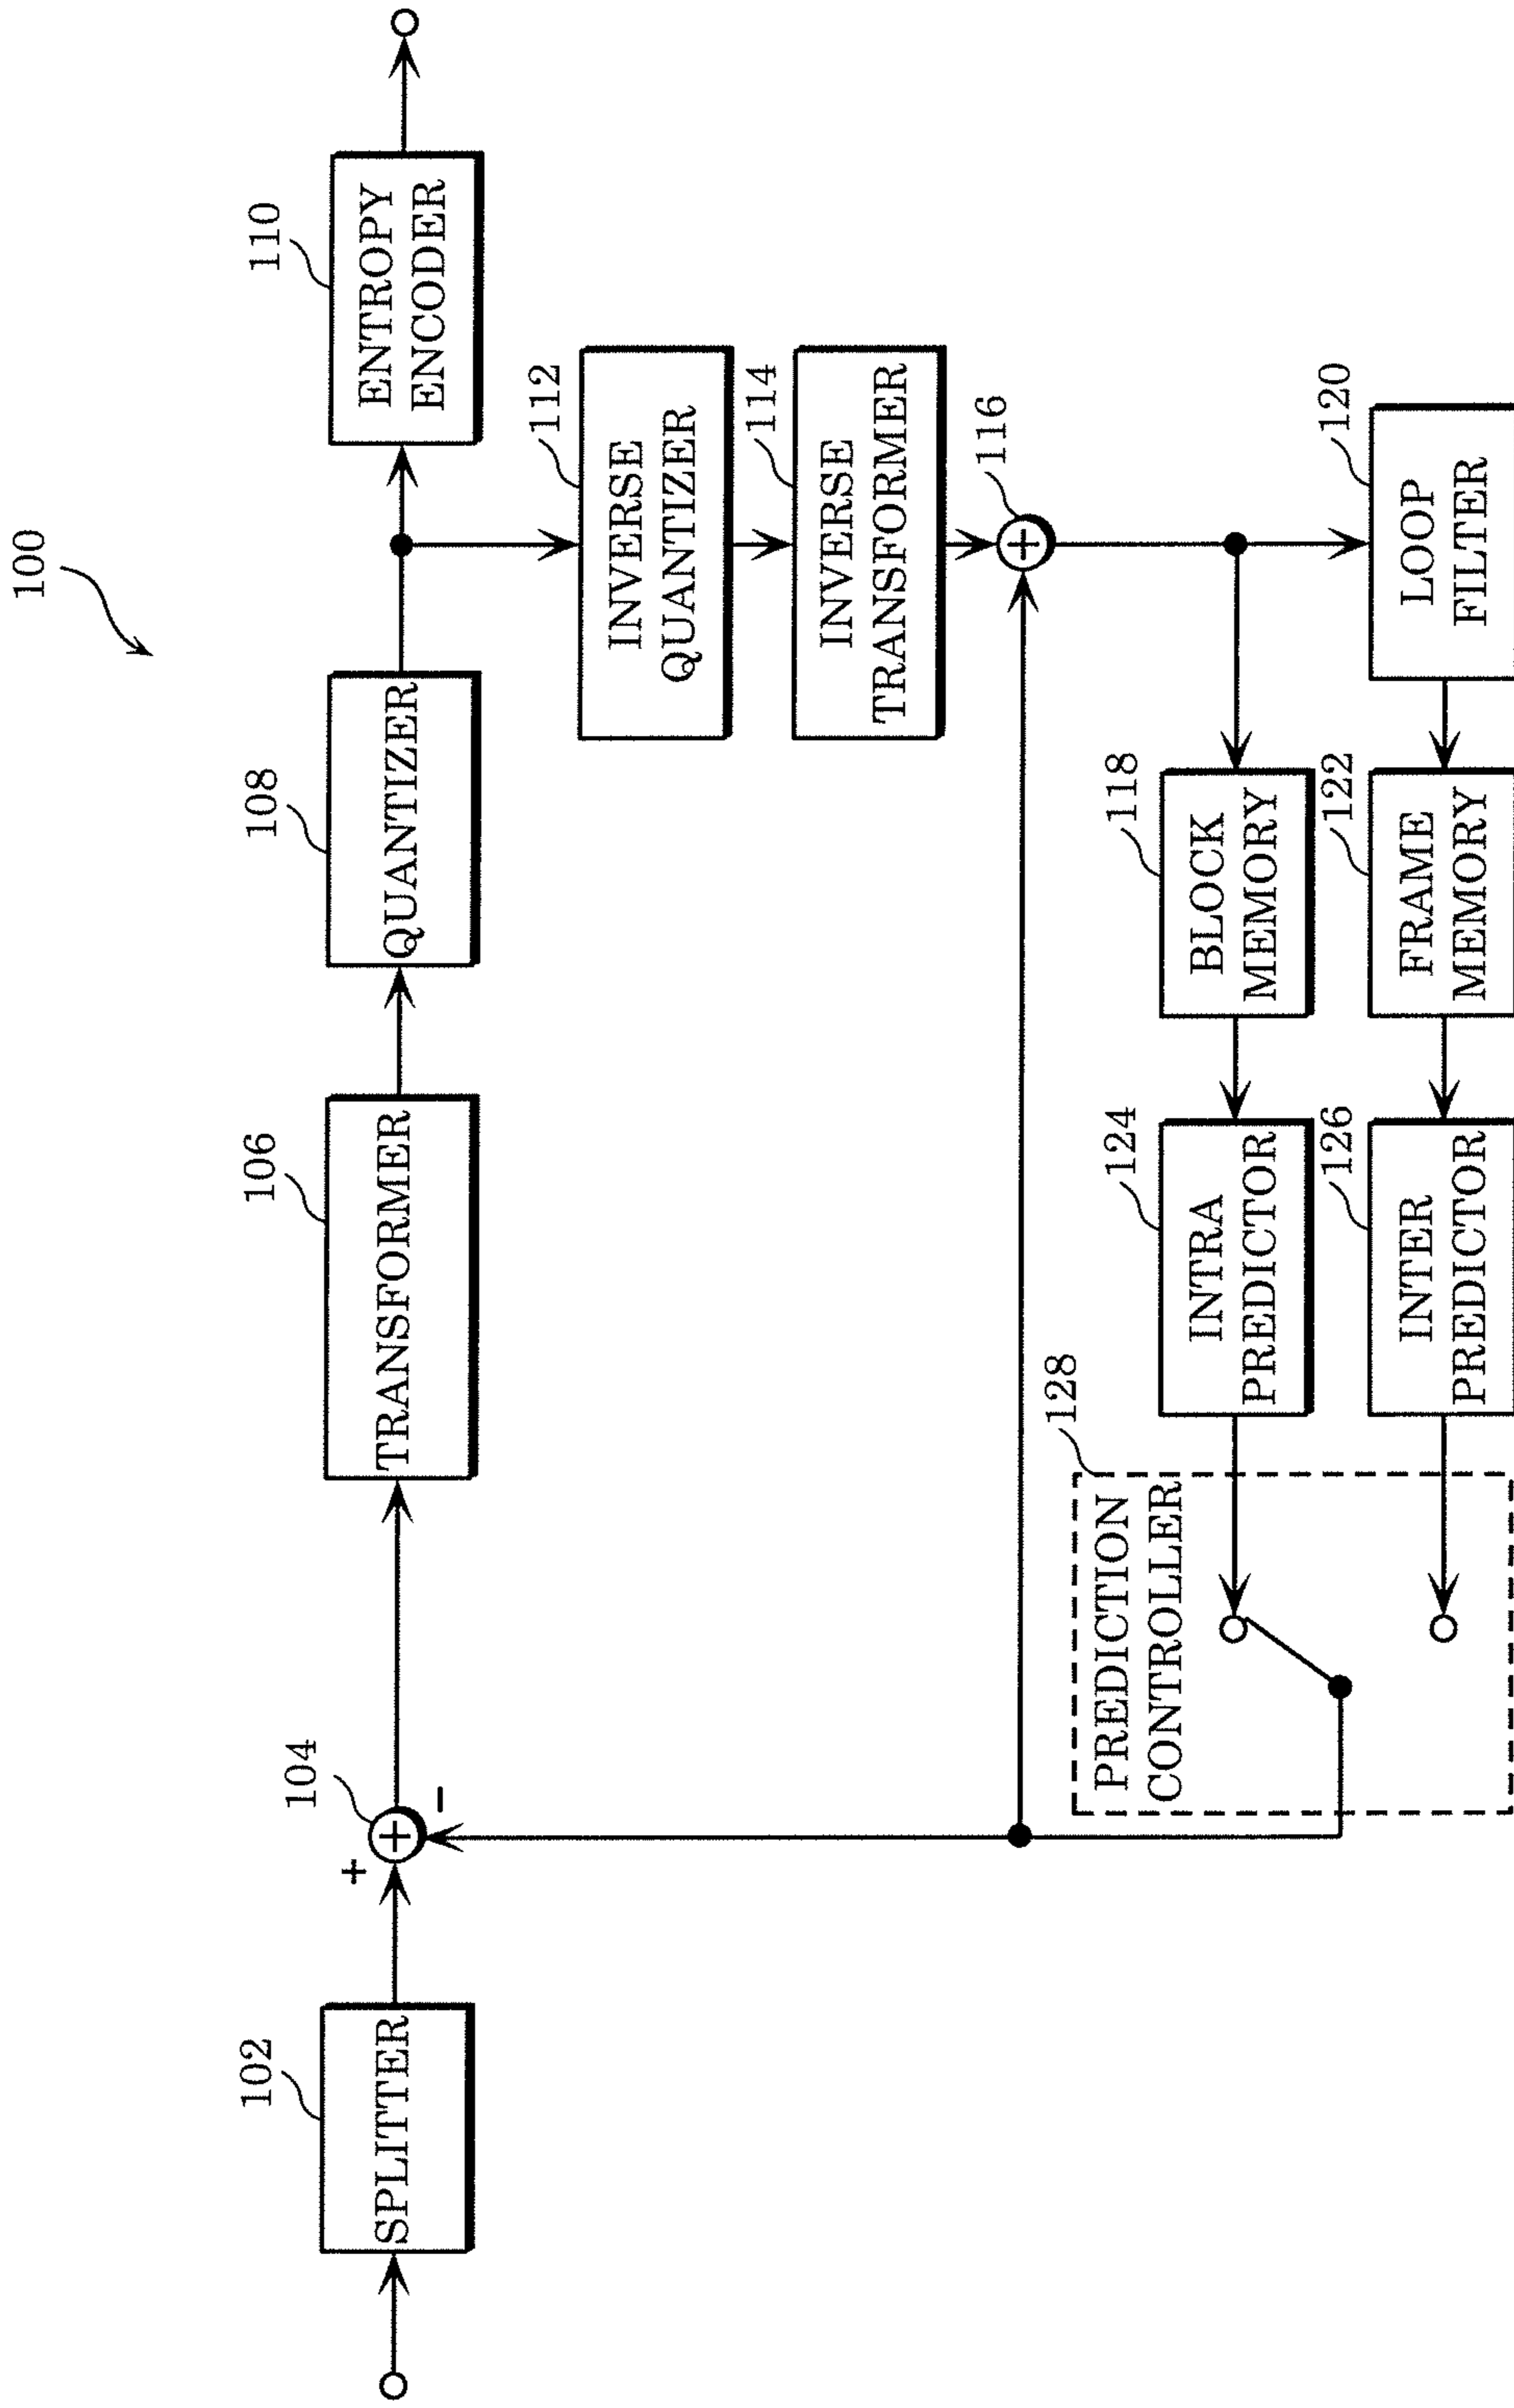 100
102
SPLITTER
104
+
−
106
TRANSFORMER
108
QUANTIZER
110
ENTROPY
ENCODER
112
INVERSE
QUANTIZER
114
INVERSE
TRANSFORMER
116
128
PREDICTION
CONTROLLER
124
INTRA
PREDICTOR
118
BLOCK
MEMORY
126
INTER
PREDICTOR
122
FRAME
MEMORY
120
LOOP
FILTER